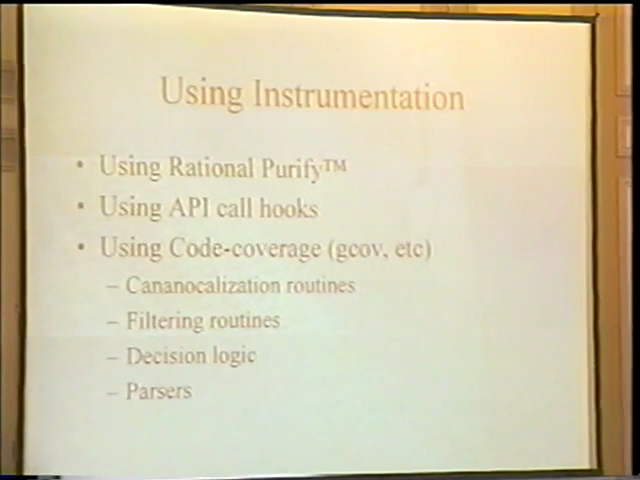 Using Instrumentation
• Using Rational Purify™
• Using API call hooks
• Using Code-coverage (gcov, etc)
– Cananocalization routines
– Filtering routines
– Decision logic
– Parsers